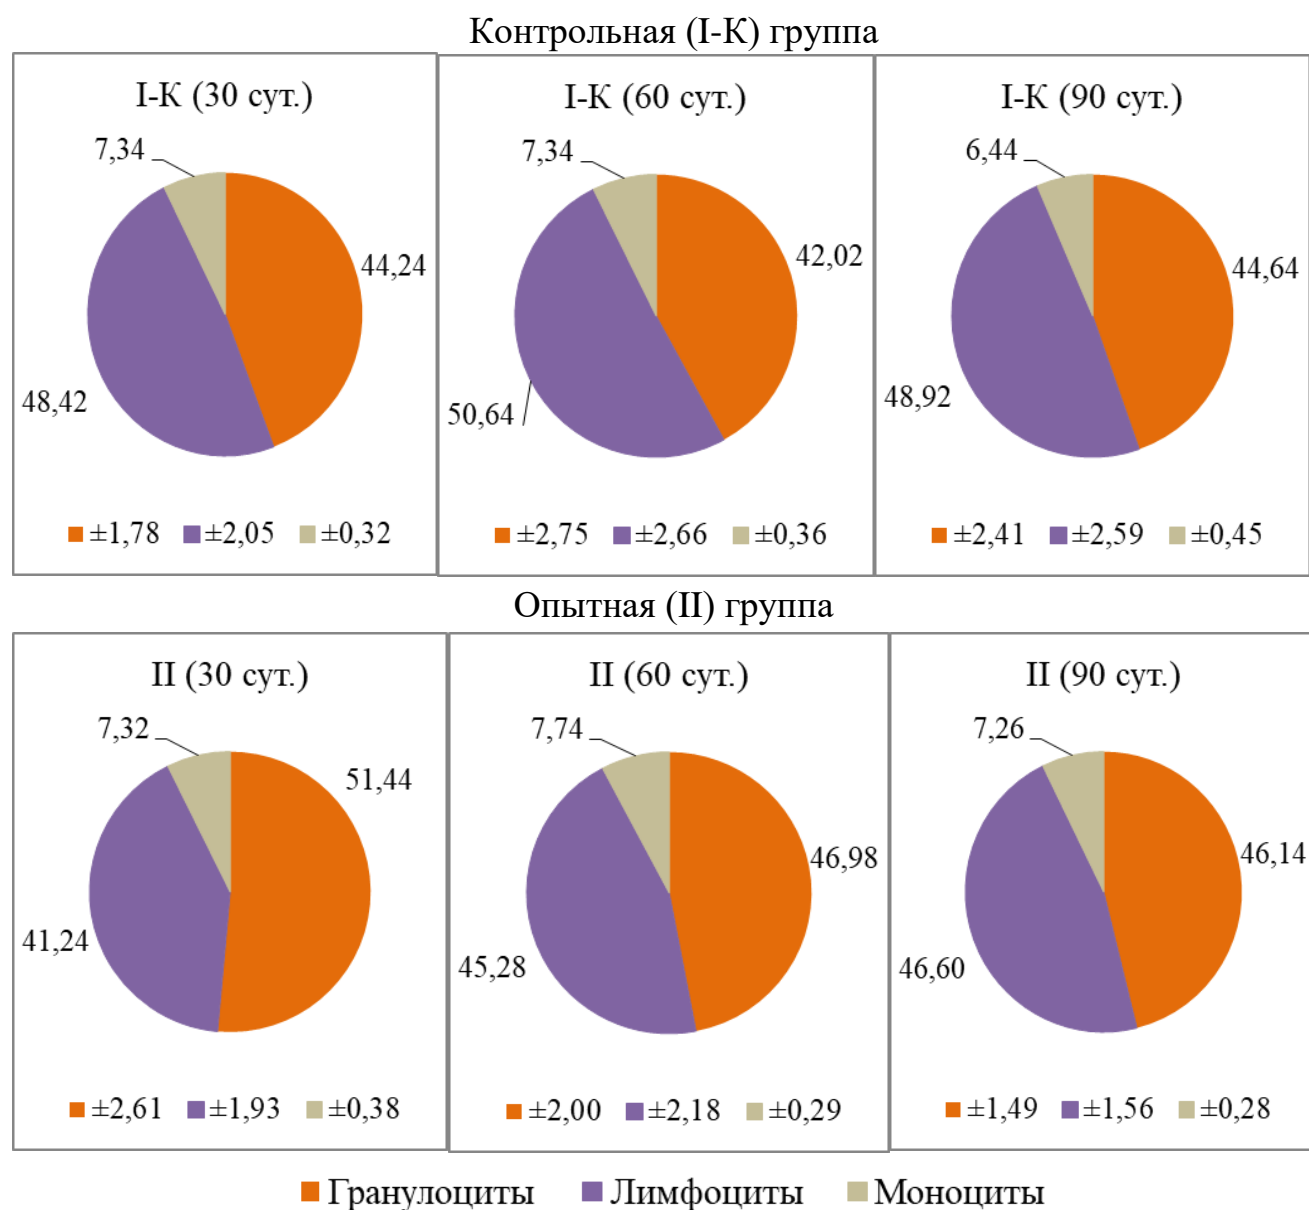 Контрольная (I-К) группа
I-К (30 сут.)
7,34
44,24
48,42
±1,78 ±2,05 ±0,32
I-К (60 сут.)
7,34
42,02
50,64
±2,75 ±2,66 ±0,36
I-К (90 сут.)
6,44
44,64
48,92
±2,41 ±2,59 ±0,45
Опытная (II) группа
II (30 сут.)
7,32
51,44
41,24
±2,61 ±1,93 ±0,38
II (60 сут.)
7,74
46,98
45,28
±2,00 ±2,18 ±0,29
II (90 сут.)
7,26
46,14
46,60
±1,49 ±1,56 ±0,28
Гранулоциты Лимфоциты Моноциты